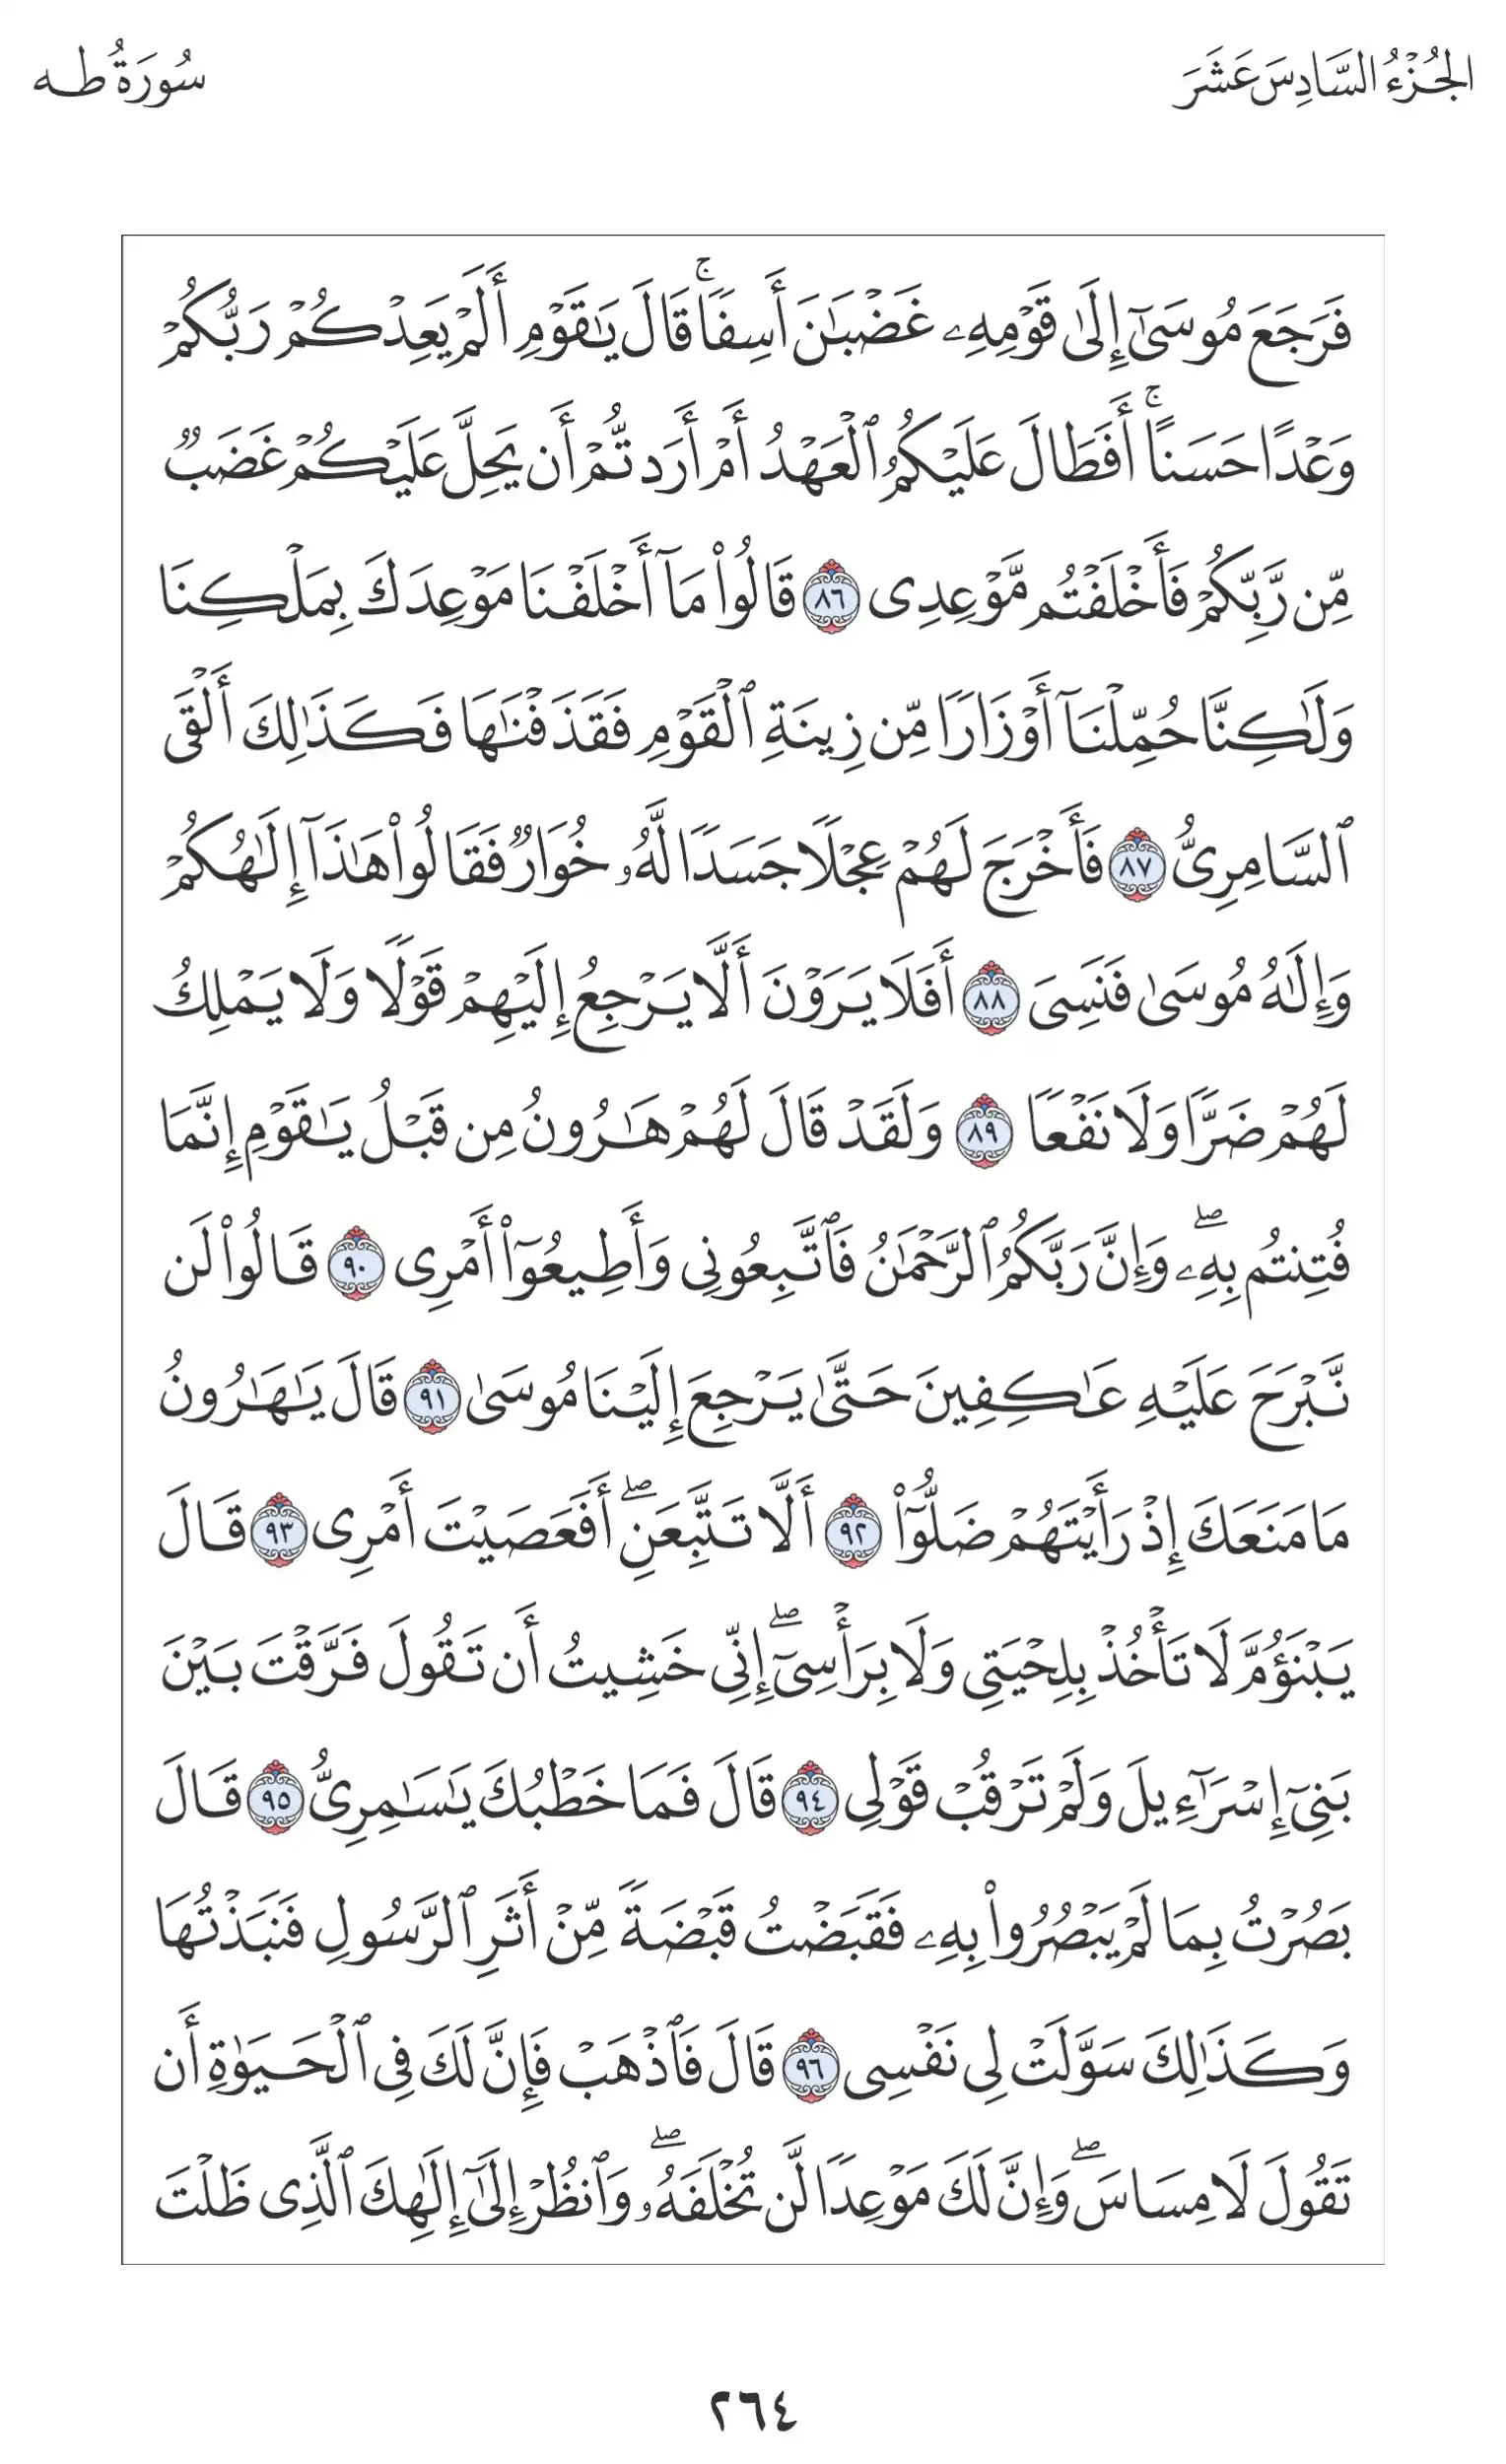 الجُزْءُ السَّادِسَ عَشَرَ
سُورَةُ طه
فَرَجَعَ مُوسَىٰٓ إِلَىٰ قَوْمِهِۦ غَضْبَٰنَ أَسِفًاۚ قَالَ يَٰقَوْمِ أَلَمْ يَعِدْكُمْ رَبُّكُمْ
وَعْدًا حَسَنًاۚ أَفَطَالَ عَلَيْكُمُ ٱلْعَهْدُ أَمْ أَرَدتُّمْ أَن يَحِلَّ عَلَيْكُمْ غَضَبٌ
مِّن رَّبِّكُمْ فَأَخْلَفْتُم مَّوْعِدِى ٨٦ قَالُوا۟ مَآ أَخْلَفْنَا مَوْعِدَكَ بِمَلْكِنَا
وَلَٰكِنَّا حُمِّلْنَآ أَوْزَارًا مِّن زِينَةِ ٱلْقَوْمِ فَقَذَفْنَٰهَا فَكَذَٰلِكَ أَلْقَى
ٱلسَّامِرِىُّ ٨٧ فَأَخْرَجَ لَهُمْ عِجْلًا جَسَدًا لَّهُۥ خُوَارٌ فَقَالُوا۟ هَٰذَآ إِلَٰهُكُمْ
وَإِلَٰهُ مُوسَىٰ فَنَسِىَ ٨٨ أَفَلَا يَرَوْنَ أَلَّا يَرْجِعُ إِلَيْهِمْ قَوْلًا وَلَا يَمْلِكُ
لَهُمْ ضَرًّا وَلَا نَفْعًا ٨٩ وَلَقَدْ قَالَ لَهُمْ هَٰرُونُ مِن قَبْلُ يَٰقَوْمِ إِنَّمَا
فُتِنتُم بِهِۦۖ وَإِنَّ رَبَّكُمُ ٱلرَّحْمَٰنُ فَٱتَّبِعُونِى وَأَطِيعُوٓا۟ أَمْرِى ٩٠ قَالُوا۟ لَن
نَّبْرَحَ عَلَيْهِ عَٰكِفِينَ حَتَّىٰ يَرْجِعَ إِلَيْنَا مُوسَىٰ ٩١ قَالَ يَٰهَٰرُونُ
مَا مَنَعَكَ إِذْ رَأَيْتَهُمْ ضَلُّوٓا۟ ٩٢ أَلَّا تَتَّبِعَنِۖ أَفَعَصَيْتَ أَمْرِى ٩٣ قَالَ
يَبْنَؤُمَّ لَا تَأْخُذْ بِلِحْيَتِى وَلَا بِرَأْسِىٓۖ إِنِّى خَشِيتُ أَن تَقُولَ فَرَّقْتَ بَيْنَ
بَنِىٓ إِسْرَٰٓءِيلَ وَلَمْ تَرْقُبْ قَوْلِى ٩٤ قَالَ فَمَا خَطْبُكَ يَٰسَٰمِرِىُّ ٩٥ قَالَ
بَصُرْتُ بِمَا لَمْ يَبْصُرُوا۟ بِهِۦ فَقَبَضْتُ قَبْضَةً مِّنْ أَثَرِ ٱلرَّسُولِ فَنَبَذْتُهَا
وَكَذَٰلِكَ سَوَّلَتْ لِى نَفْسِى ٩٦ قَالَ فَٱذْهَبْ فَإِنَّ لَكَ فِى ٱلْحَيَوٰةِ أَن
تَقُولَ لَا مِسَاسَۖ وَإِنَّ لَكَ مَوْعِدًا لَّن تُخْلَفَهُۥۖ وَٱنظُرْ إِلَىٰٓ إِلَٰهِكَ ٱلَّذِى ظَلْتَ
٢٦٤